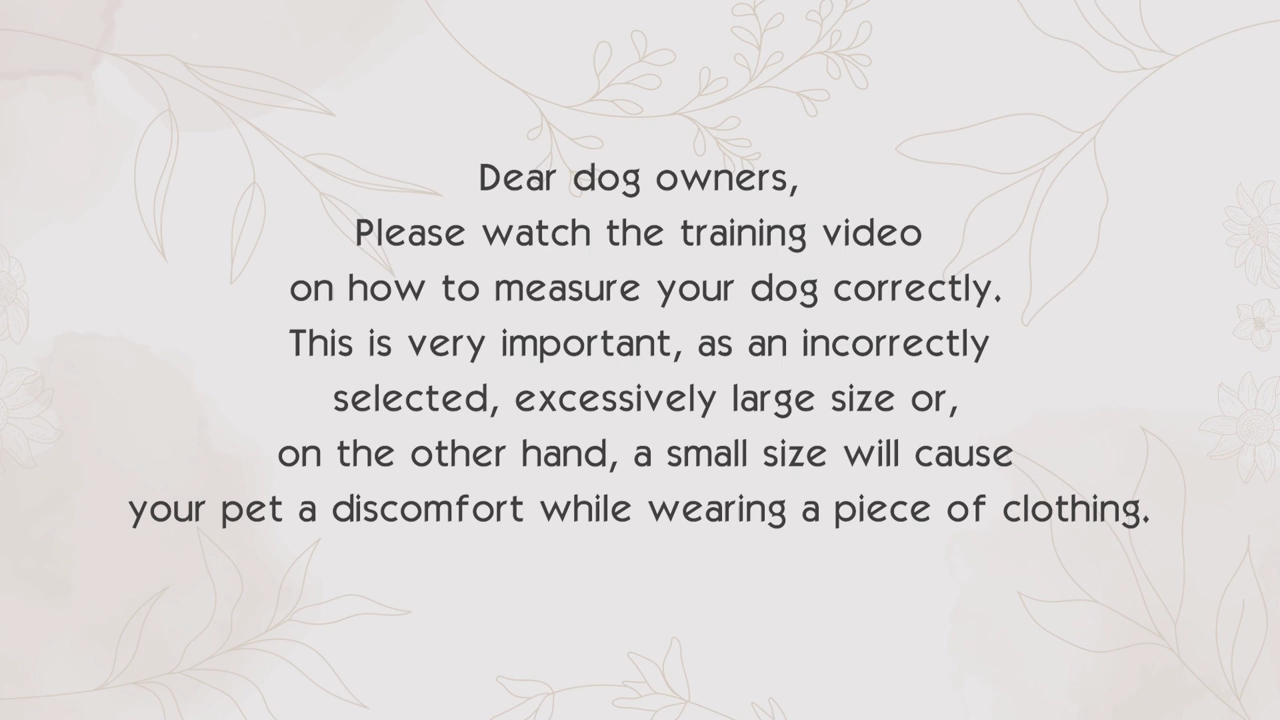 Dear dog owners,
Please watch the training video
on how to measure your dog correctly.
This is very important, as an incorrectly
selected, excessively large size or,
on the other hand, a small size will cause
your pet a discomfort while wearing a piece of clothing.